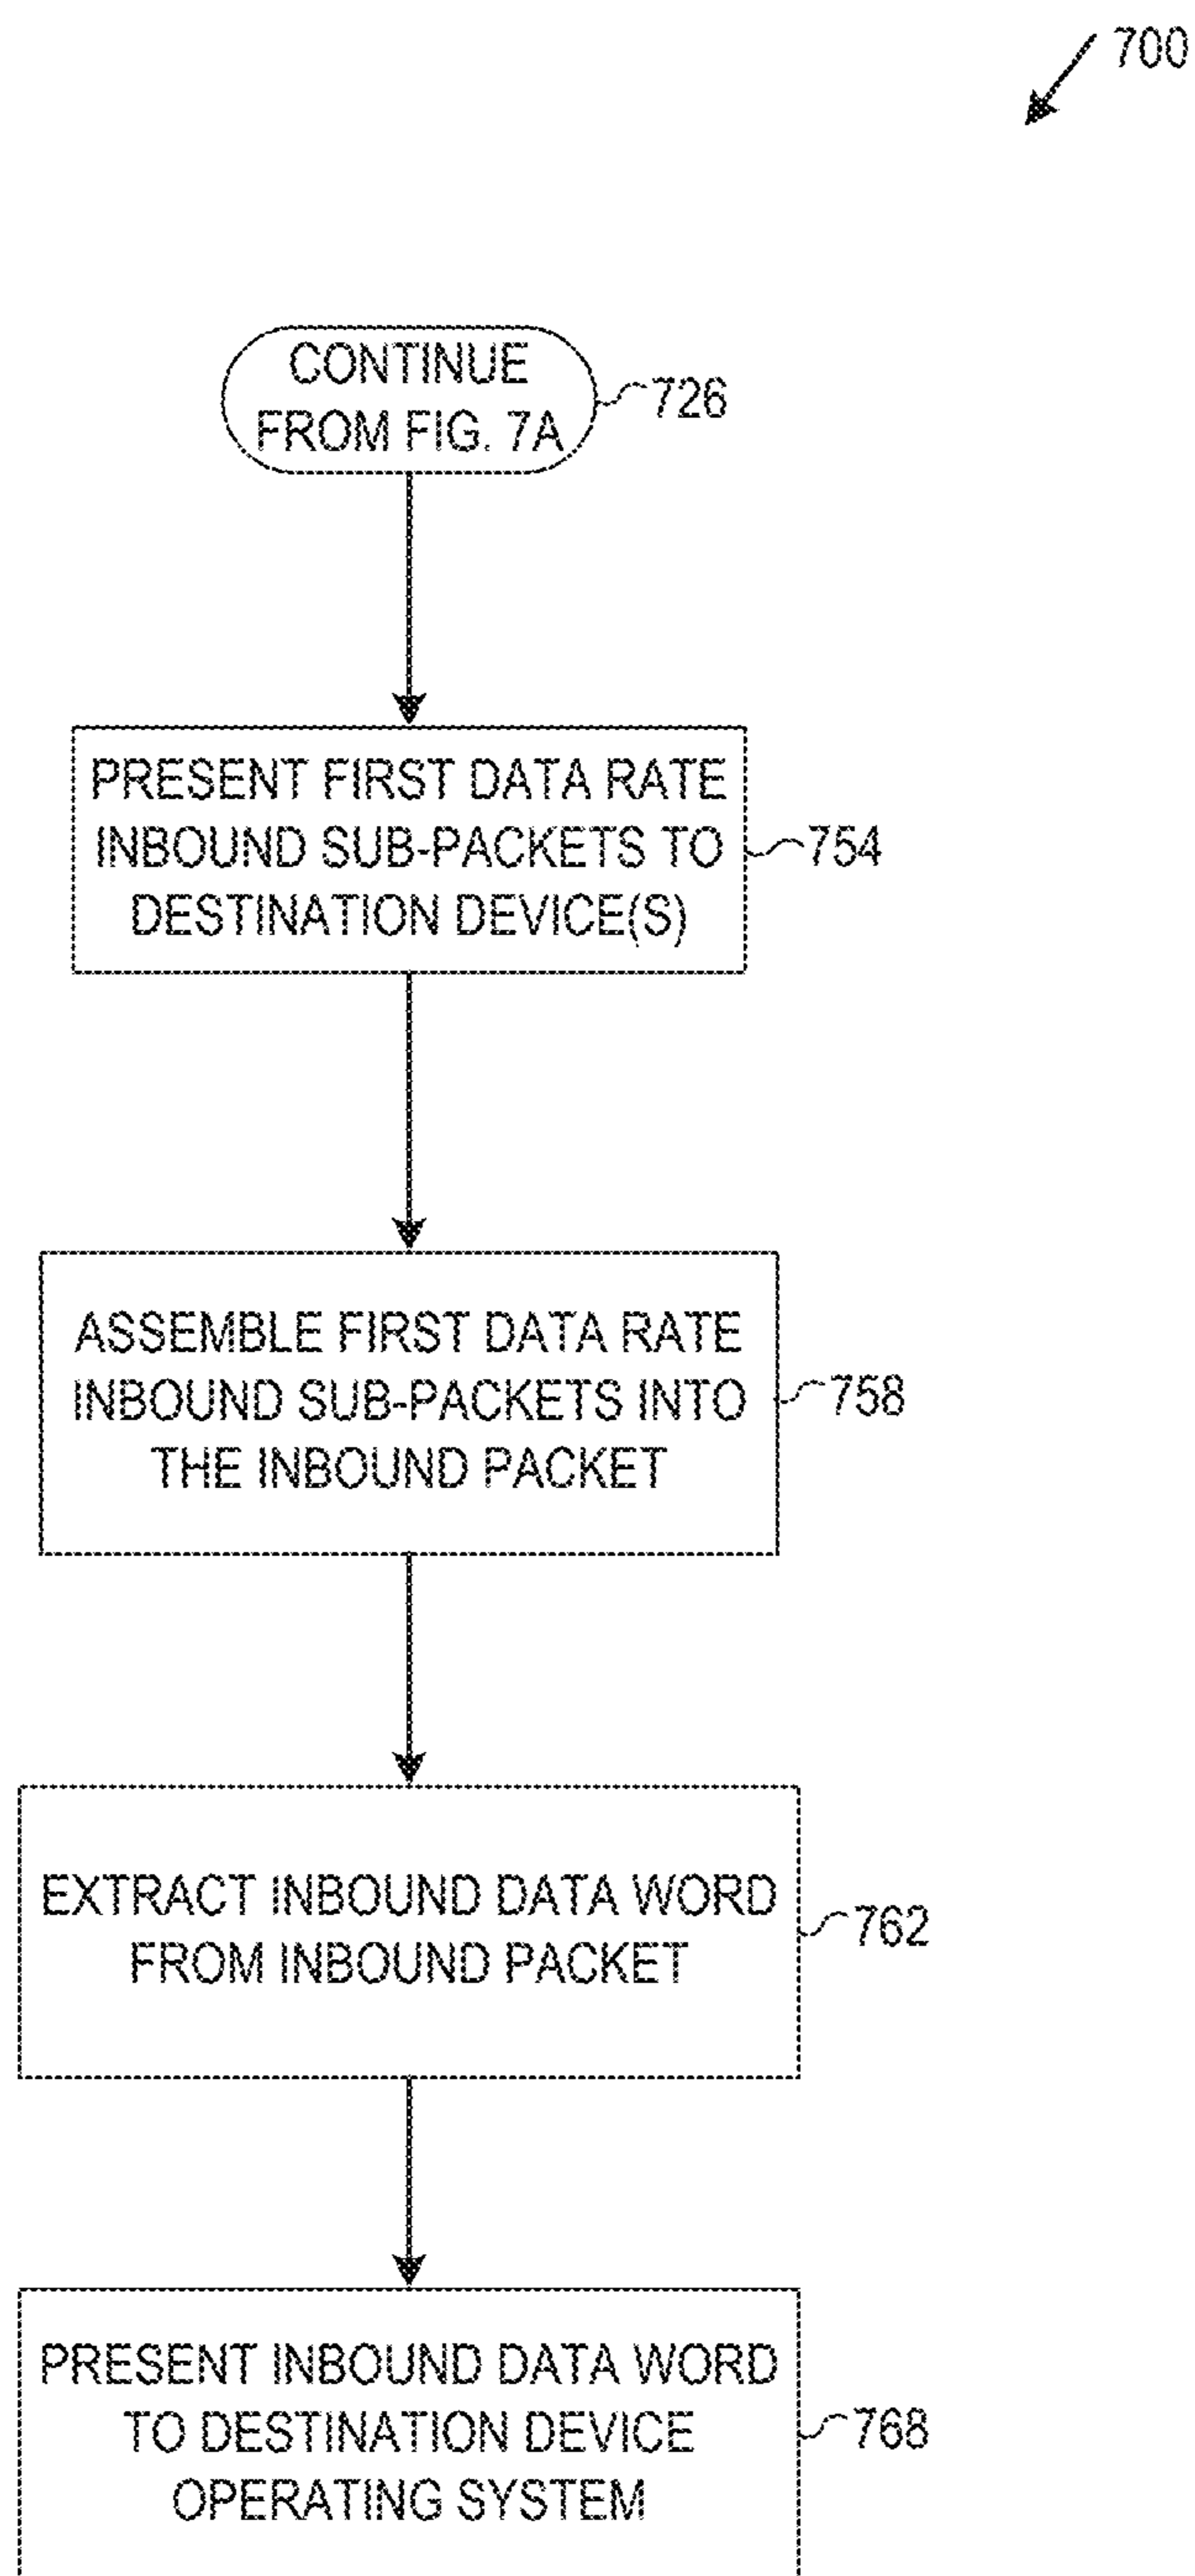 700
CONTINUE
FROM FIG. 7A
726
PRESENT FIRST DATA RATE
INBOUND SUB-PACKETS TO
DESTINATION DEVICE(S)
754
ASSEMBLE FIRST DATA RATE
INBOUND SUB-PACKETS INTO
THE INBOUND PACKET
758
EXTRACT INBOUND DATA WORD
FROM INBOUND PACKET
762
PRESENT INBOUND DATA WORD
TO DESTINATION DEVICE
OPERATING SYSTEM
768